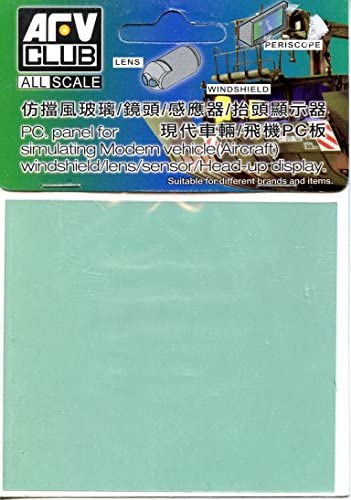 AFV
CLUB
ALL SCALE
LENS
PERISCOPE
WINDSHIELD
仿擋風玻璃/鏡頭/感應器/抬頭顯示器
PC. panel for 現代車輛/飛機PC板
simulating Modern vehicle(Aircraft)
windshield/lens/sensor/Head-up display.
Suitable for different brands and items.